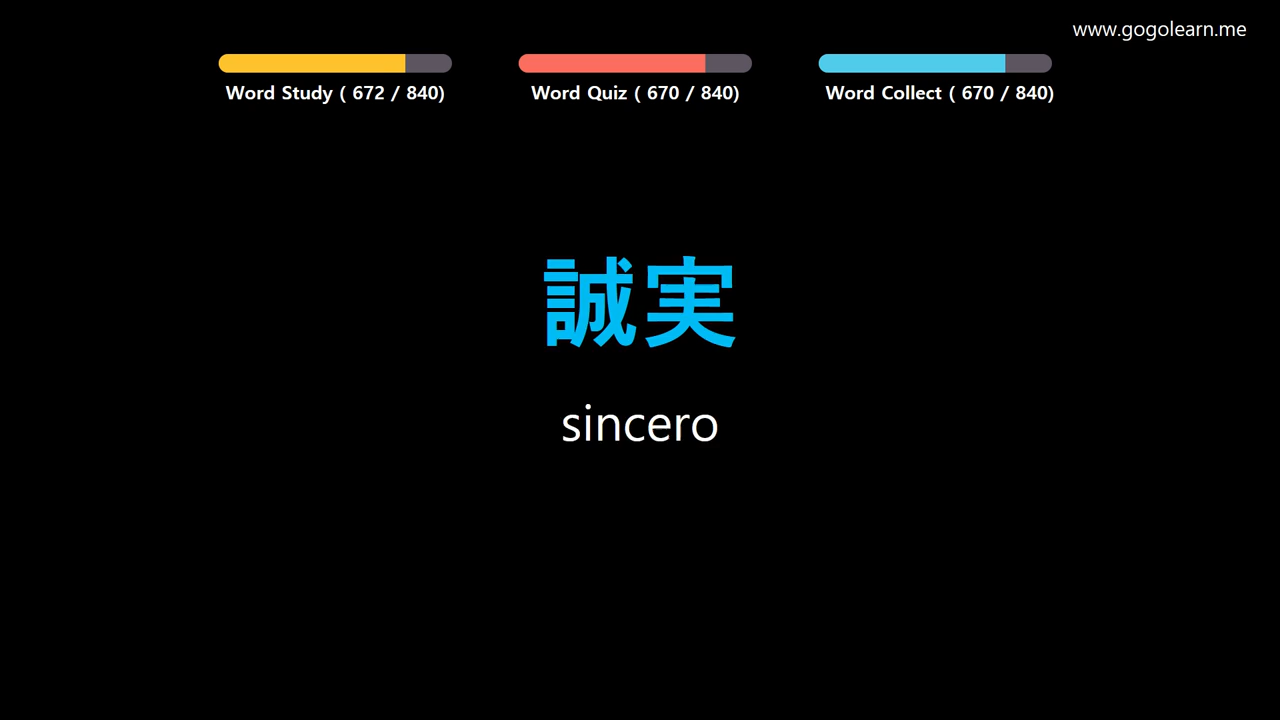 www.gogolearn.me
Word Study ( 672 / 840)
Word Quiz ( 670 / 840)
Word Collect ( 670 / 840)
誠実
sincero